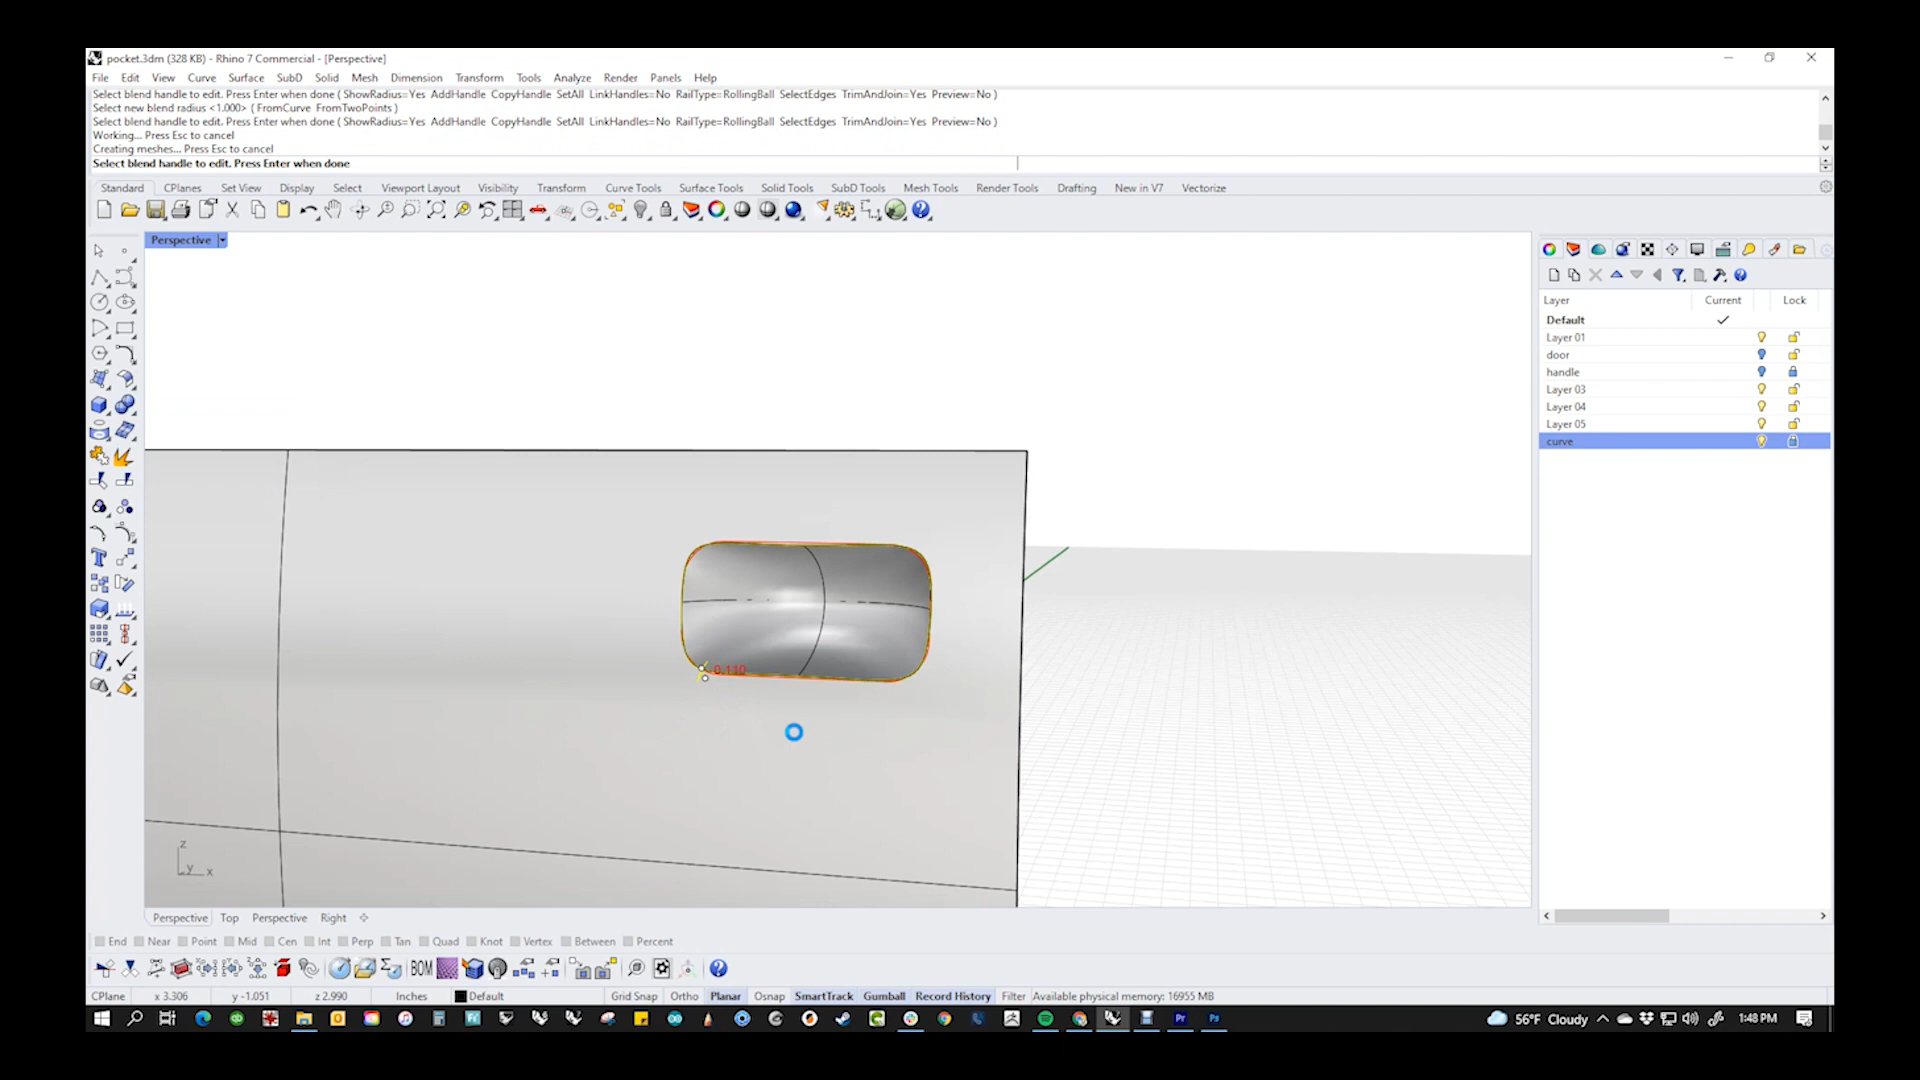 pocket.3dm (328 KB) - Rhino 7 Commercial - [Perspective]
File Edit View Curve Surface SubD Solid Mesh Dimension Transform Tools Analyze Render Panels Help
Select blend handle to edit. Press Enter when done ( ShowRadius=Yes AddHandle CopyHandle SetAll LinkHandles=No RailType=RollingBall SelectEdges TrimAndJoin=Yes Preview=No )
Select new blend radius <1.000> ( FromCurve FromTwoPoints )
Select blend handle to edit. Press Enter when done ( ShowRadius=Yes AddHandle CopyHandle SetAll LinkHandles=No RailType=RollingBall SelectEdges TrimAndJoin=Yes Preview=No )
Working... Press Esc to cancel
Creating meshes... Press Esc to cancel
Select blend handle to edit. Press Enter when done
Standard CPlanes Set View Display Select Viewport Layout Visibility Transform Curve Tools Surface Tools Solid Tools SubD Tools Mesh Tools Render Tools Drafting New in V7 Vectorize
Perspective
Layer Current Lock
Default
Layer 01
door
handle
Layer 03
Layer 04
Layer 05
curve
0.110
z
y x
Perspective Top Perspective Right
End Near Point Mid Cen Int Perp Tan Quad Knot Vertex Between Percent
BOM
CPlane x 3.306 y -1.051 z 2.990 Inches Default Grid Snap Ortho Planar Osnap SmartTrack Gumball Record History Filter Available physical memory: 16955 MB
56°F Cloudy 1:48 PM